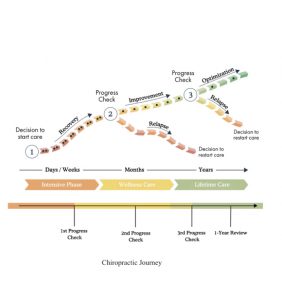 Progress
Check
Optimization
3
Progress
Check
Improvement
2
Relapse
Decision to
restart care
Decision to
start care
Recovery
1
Relapse
Decision to
restart care
Days / Weeks
Months
Years
Intensive Phase
Wellness Care
Lifetime Care
1st Progress
Check
2nd Progress
Check
3rd Progress
Check
1-Year Review
Chiropractic Journey